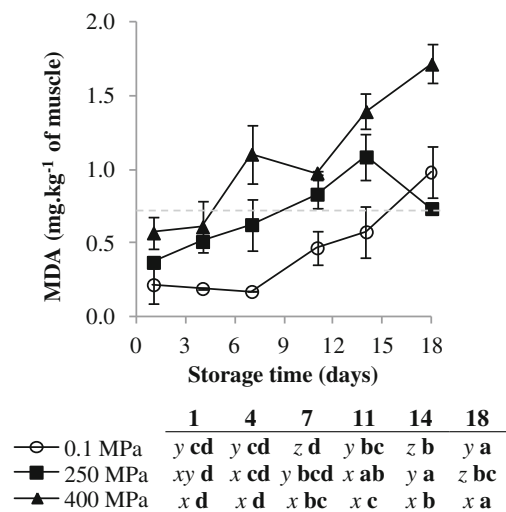 MDA (mg.kg⁻¹ of muscle)
2.0
1.5
1.0
0.5
0.0
0 3 6 9 12 15 18
Storage time (days)
1 4 7 11 14 18
0.1 MPa y cd y cd z d y bc z b y a
250 MPa xy d x cd y bcd x ab y a z bc
400 MPa x d x d x bc x c x b x a